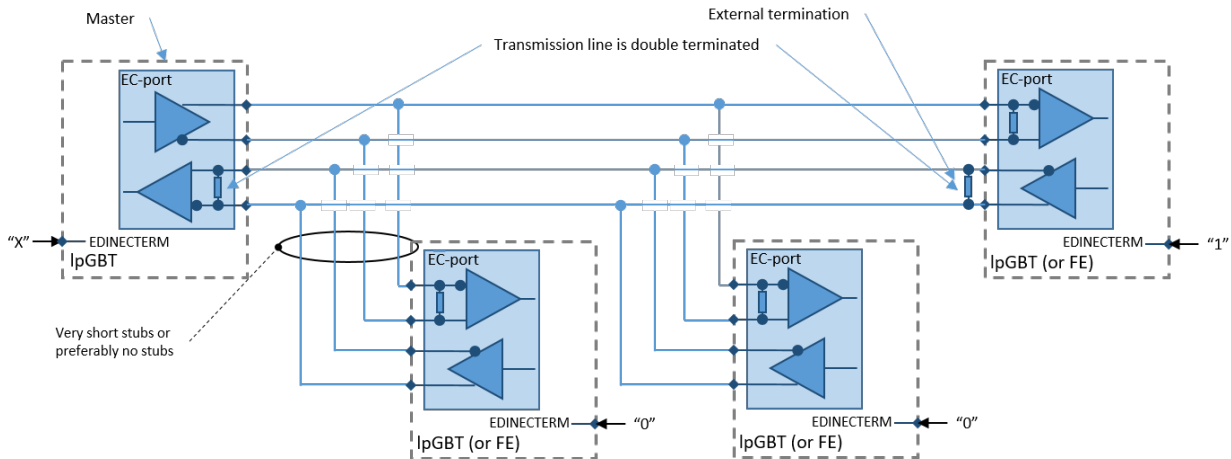 Master
External termination
Transmission line is double terminated
EC-port
EC-port
"X"
EDINECTERM
lpGBT
EDINECTERM
"1"
lpGBT (or FE)
EC-port
EC-port
Very short stubs or
preferably no stubs
EDINECTERM
"0"
lpGBT (or FE)
EDINECTERM
"0"
lpGBT (or FE)